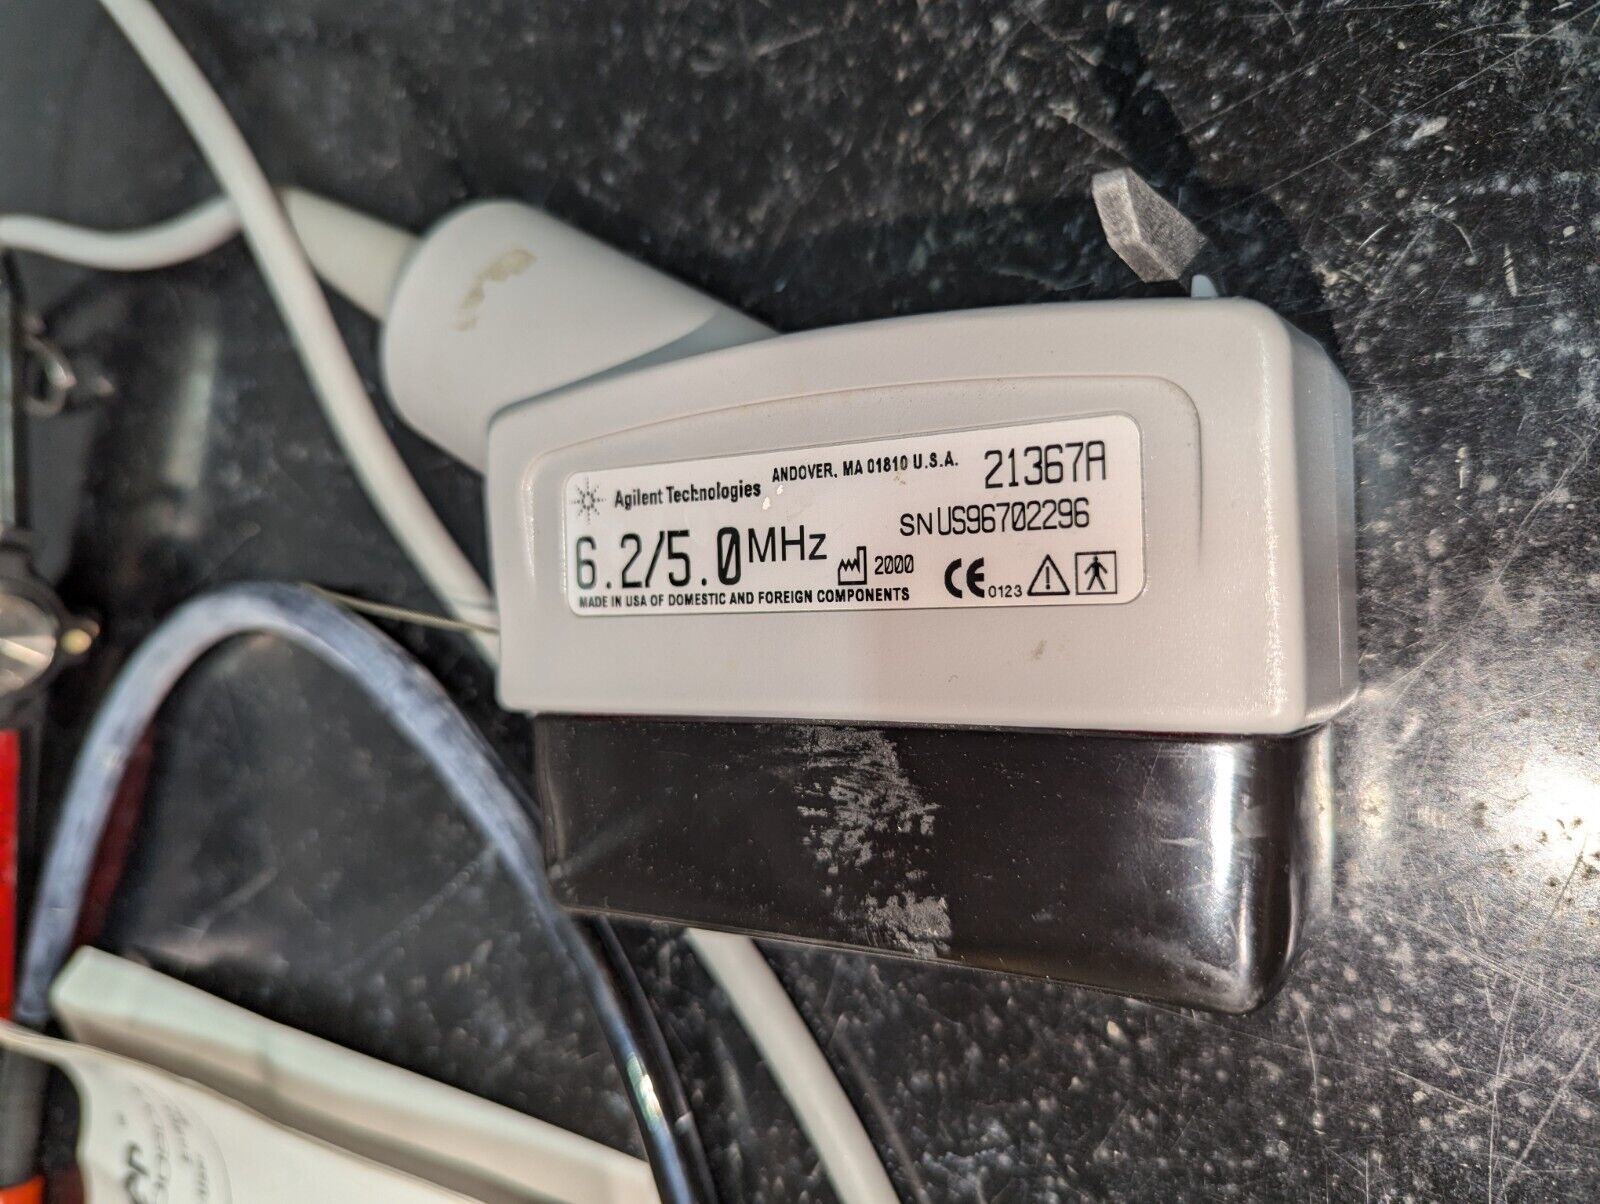 Agilent Technologies ANDOVER, MA 01810 U.S.A. 21367A
SN US96702296
6.2/5.0 MHz 2000
CE 0123
MADE IN USA OF DOMESTIC AND FOREIGN COMPONENTS